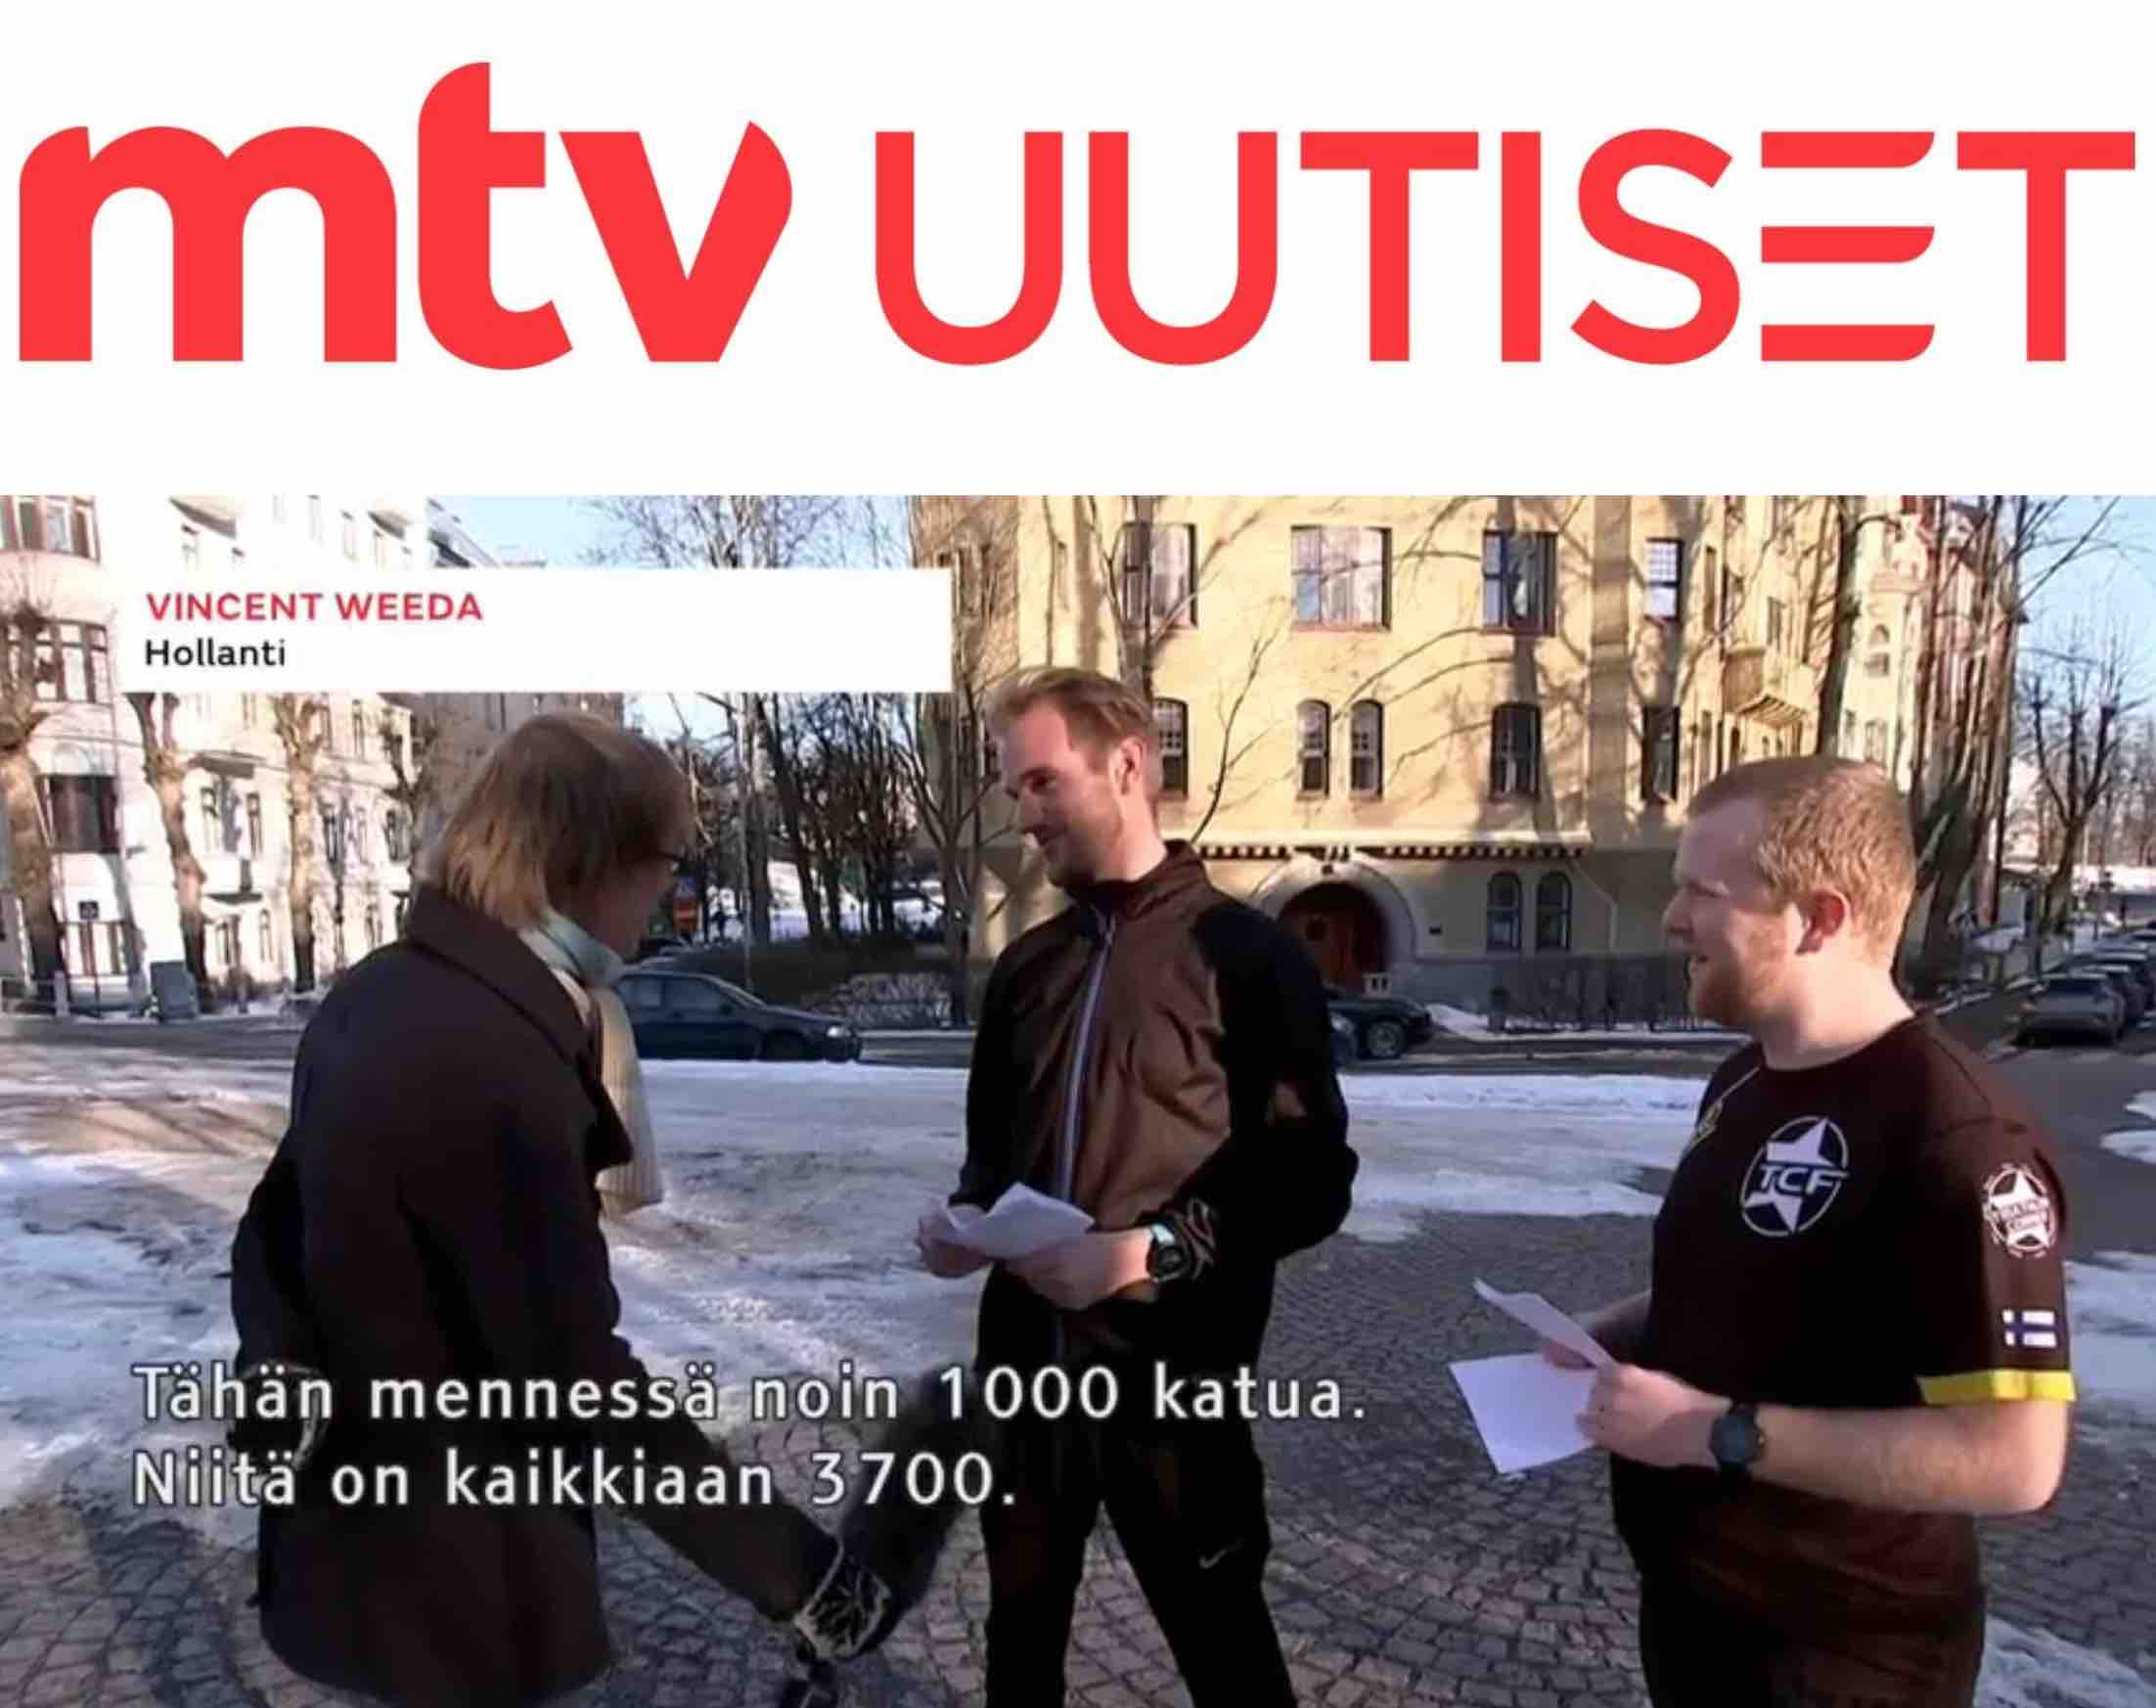 mtv UUTISET
VINCENT WEEDA
Hollanti
TCF
Tähän mennessä noin 1000 katua.
Niitä on kaikkiaan 3700.